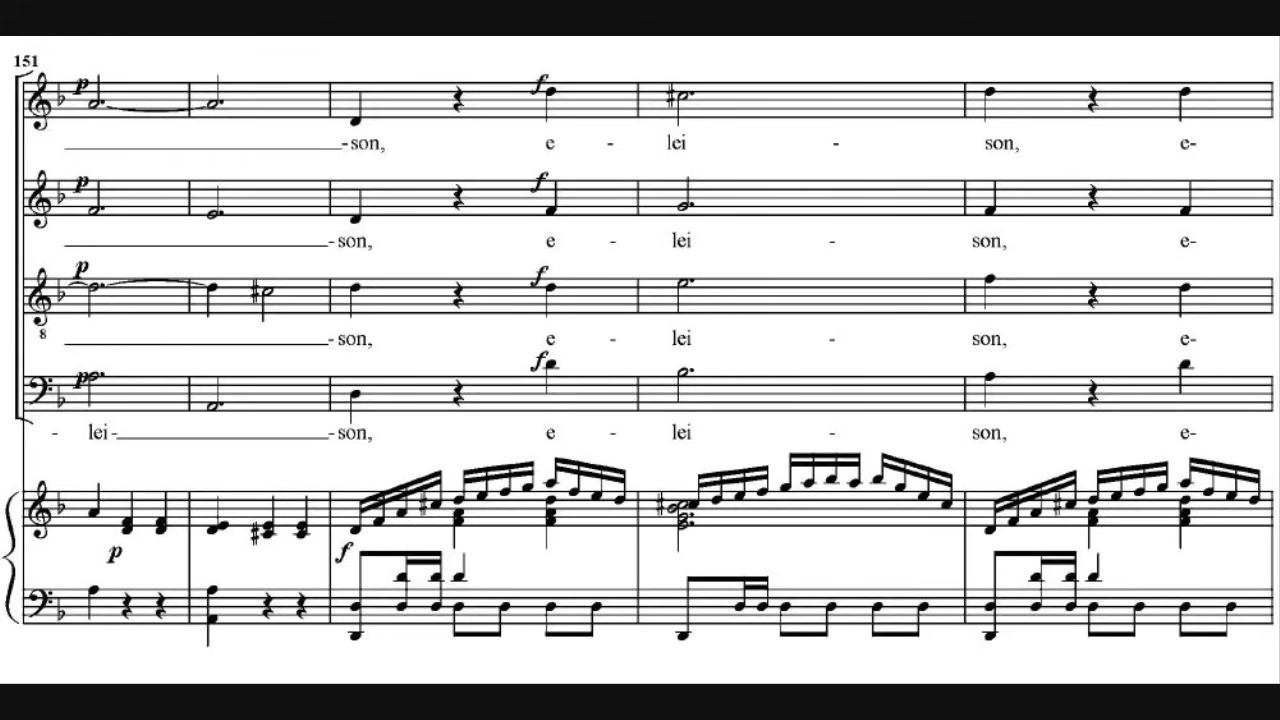 151
p f
-son, e - lei - son, e-
p f
-son, e - lei - son, e-
p f
8
-son, e - lei - son, e-
p f
- lei- -son, e - lei - son, e-
p f